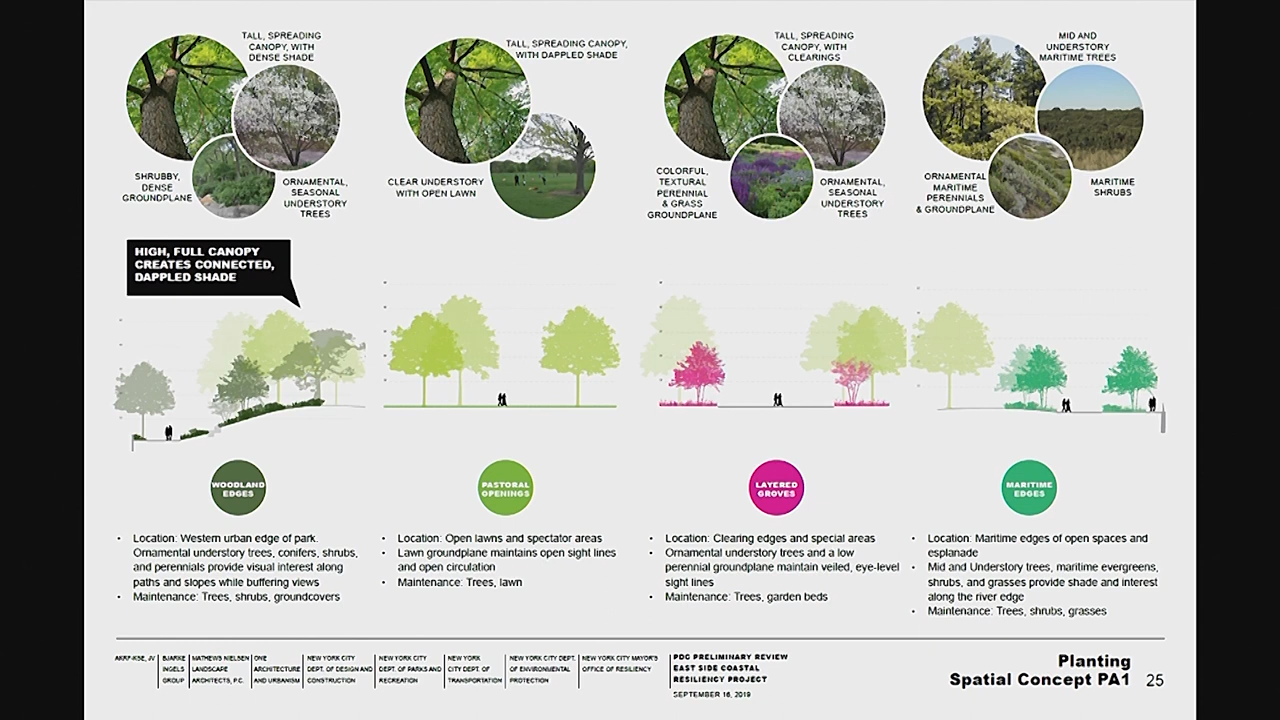 TALL, SPREADING
CANOPY, WITH
DENSE SHADE
SHRUBBY,
DENSE
GROUNDPLANE
ORNAMENTAL,
SEASONAL
UNDERSTORY
TREES
TALL, SPREADING CANOPY,
WITH DAPPLED SHADE
CLEAR UNDERSTORY
WITH OPEN LAWN
TALL, SPREADING
CANOPY, WITH
CLEARINGS
COLORFUL,
TEXTURAL
PERENNIAL
& GRASS
GROUNDPLANE
ORNAMENTAL,
SEASONAL
UNDERSTORY
TREES
MID AND
UNDERSTORY
MARITIME TREES
ORNAMENTAL
MARITIME
PERENNIALS
& GROUNDPLANE
MARITIME
SHRUBS
HIGH, FULL CANOPY
CREATES CONNECTED,
DAPPLED SHADE
WOODLAND
EDGES
PASTORAL
OPENINGS
LAYERED
GROVES
MARITIME
EDGES
• Location: Western urban edge of park.
Ornamental understory trees, conifers, shrubs,
and perennials provide visual interest along
paths and slopes while buffering views
• Maintenance: Trees, shrubs, groundcovers
• Location: Open lawns and spectator areas
• Lawn groundplane maintains open sight lines
and open circulation
• Maintenance: Trees, lawn
• Location: Clearing edges and special areas
• Ornamental understory trees and a low
perennial groundplane maintain veiled, eye-level
sight lines
• Maintenance: Trees, garden beds
• Location: Maritime edges of open spaces and
esplanade
• Mid and Understory trees, maritime evergreens,
shrubs, and grasses provide shade and interest
along the river edge
• Maintenance: Trees, shrubs, grasses
AKRF-KSE, JV
BJARKE
INGELS
GROUP
MATHEWS NIELSEN
LANDSCAPE
ARCHITECTS, P.C.
ONE
ARCHITECTURE
AND URBANISM
NEW YORK CITY
DEPT. OF DESIGN AND
CONSTRUCTION
NEW YORK CITY
DEPT. OF PARKS AND
RECREATION
NEW YORK
CITY DEPT. OF
TRANSPORTATION
NEW YORK CITY DEPT.
OF ENVIRONMENTAL
PROTECTION
NEW YORK CITY MAYOR'S
OFFICE OF RESILIENCY
PDC PRELIMINARY REVIEW
EAST SIDE COASTAL
RESILIENCY PROJECT
SEPTEMBER 16, 2019
Planting
Spatial Concept PA1 25